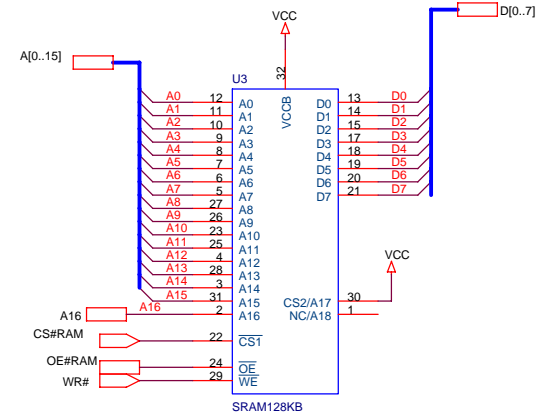 VCC
D[0..7]
A[0..15]
U3
32
VCCB
A0 12 A0 D0 13 D0
A1 11 A1 D1 14 D1
A2 10 A2 D2 15 D2
A3 9 A3 D3 17 D3
A4 8 A4 D4 18 D4
A5 7 A5 D5 19 D5
A6 6 A6 D6 20 D6
A7 5 A7 D7 21 D7
A8 27 A8
A9 26 A9
A10 23 A10
A11 25 A11
A12 4 A12
A13 28 A13
A14 3 A14
A15 31 A15 CS2/A17 30 VCC
A16 A16 2 A16 NC/A18 1
CS#RAM 22 CS1
OE#RAM 24 OE
WR# 29 WE
SRAM128KB